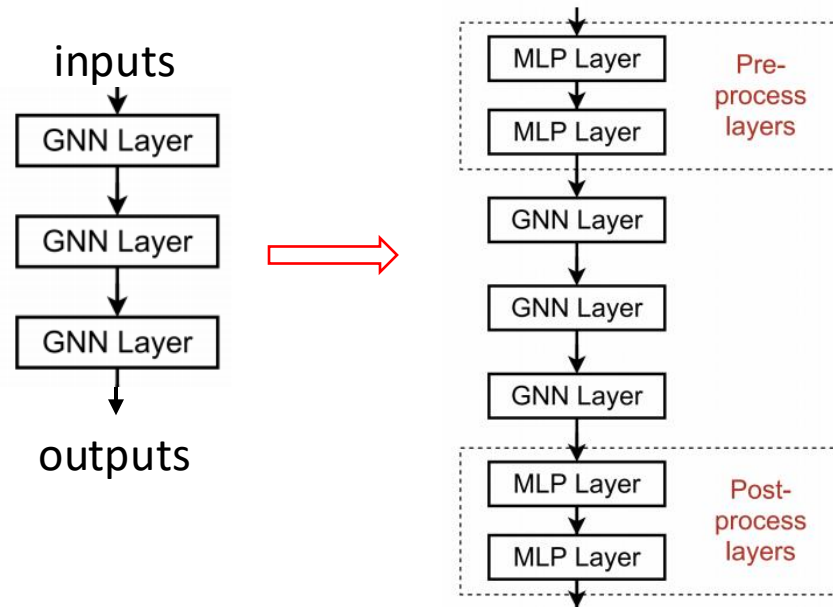 inputs
GNN Layer
GNN Layer
GNN Layer
outputs
MLP Layer
MLP Layer
Pre-
process
layers
GNN Layer
GNN Layer
GNN Layer
MLP Layer
MLP Layer
Post-
process
layers